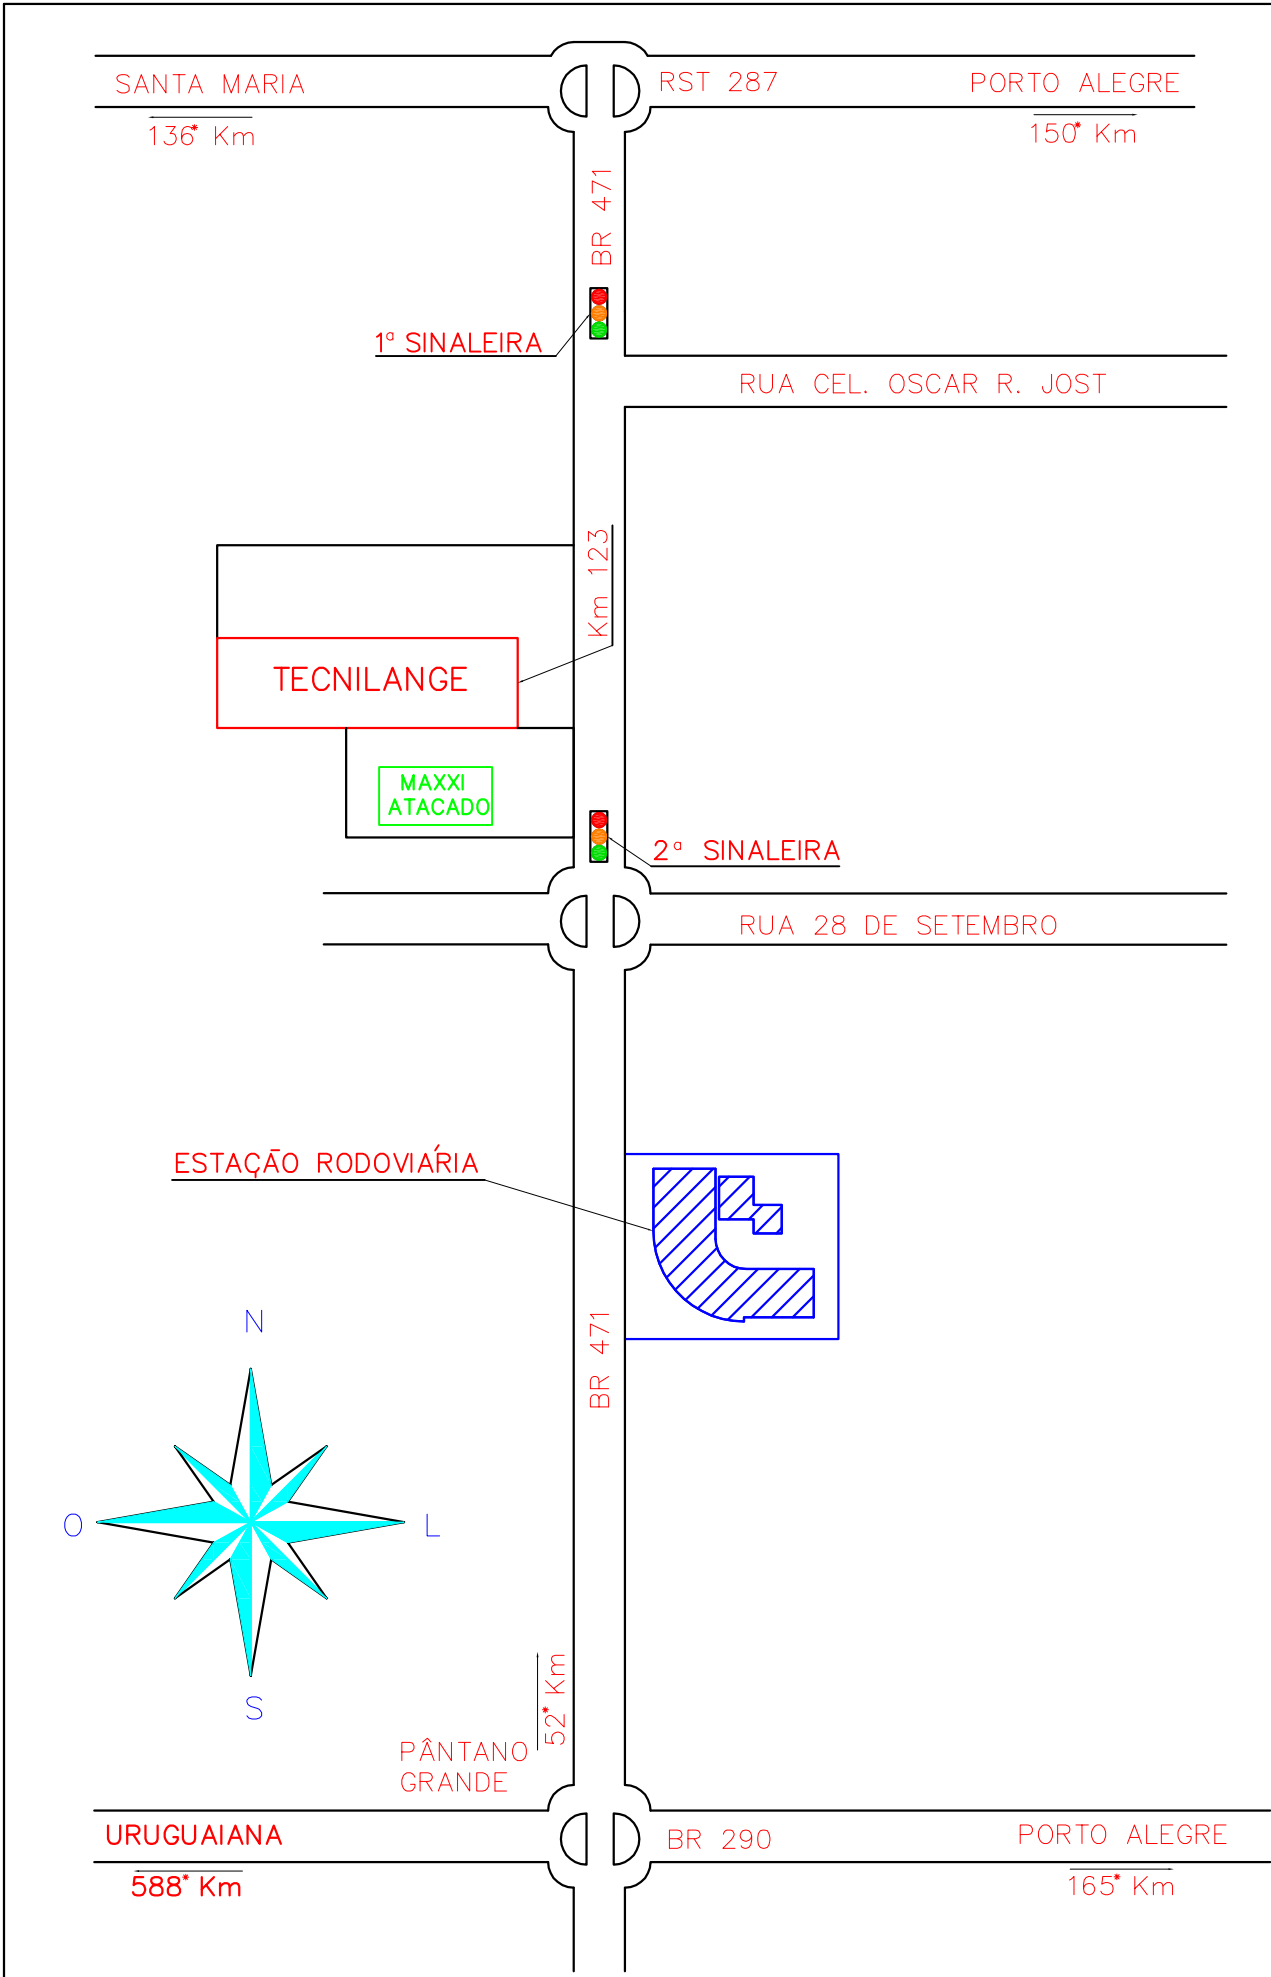 SANTA MARIA
136* Km
RST 287
PORTO ALEGRE
150* Km
BR 471
1ª SINALEIRA
RUA CEL. OSCAR R. JOST
Km 123
TECNILANGE
MAXXI
ATACADO
2ª SINALEIRA
RUA 28 DE SETEMBRO
ESTAÇÃO RODOVIÁRIA
BR 471
N
O
L
S
52* Km
PÂNTANO
GRANDE
URUGUAIANA
588* Km
BR 290
PORTO ALEGRE
165* Km